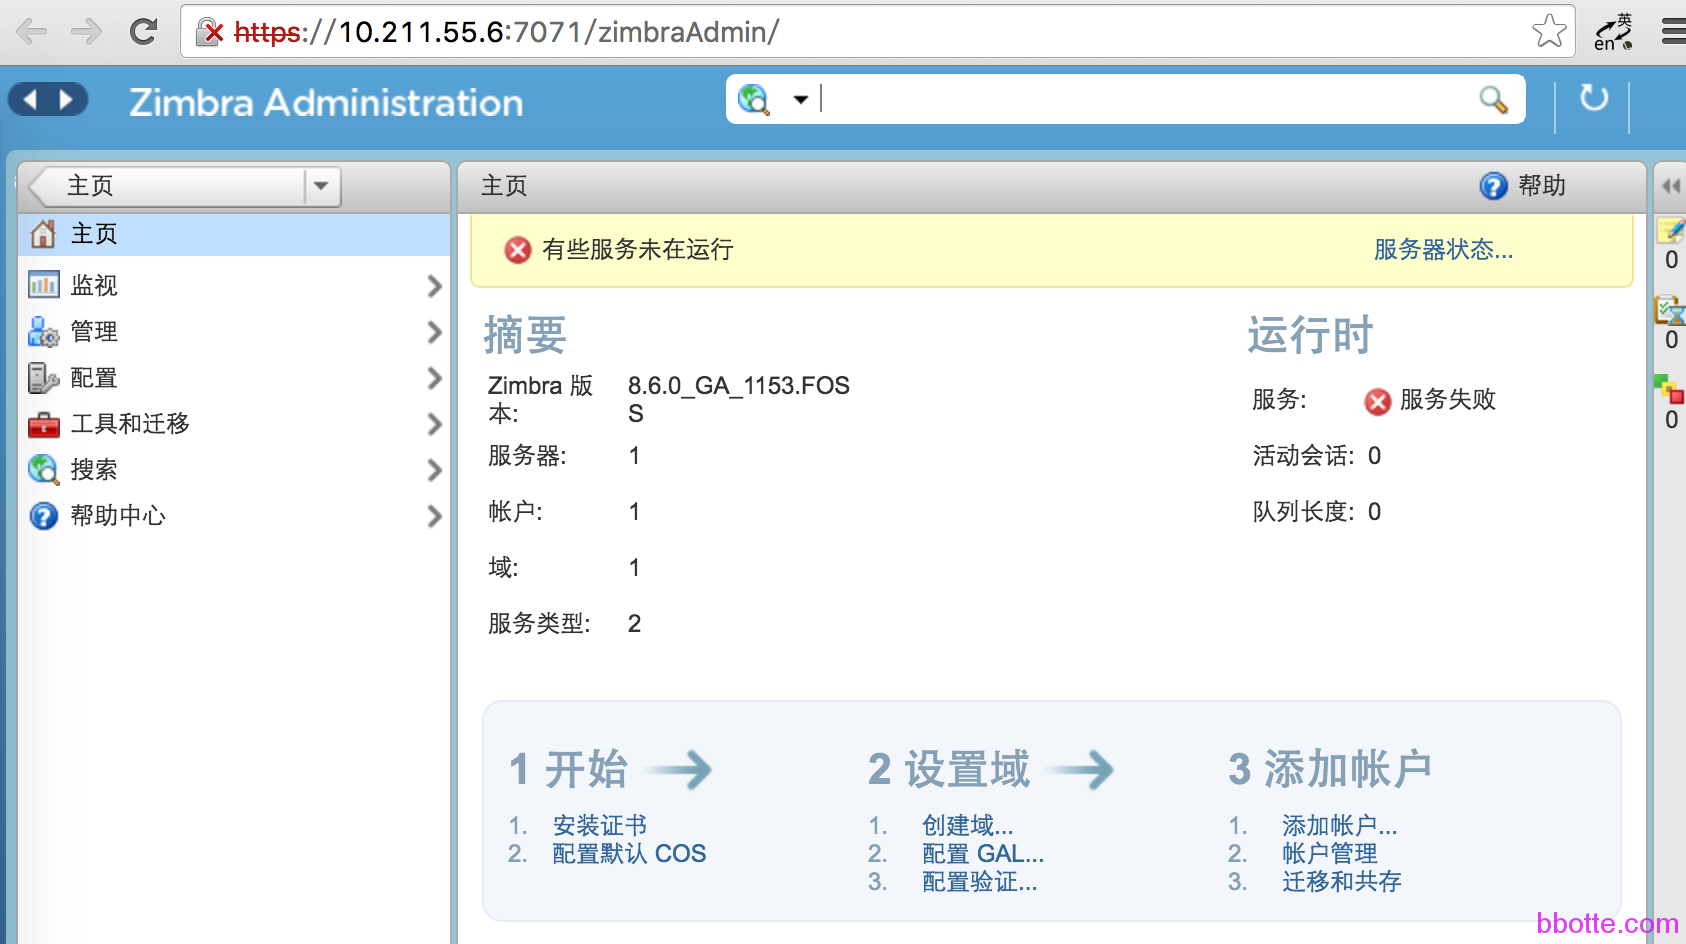 https://10.211.55.6:7071/zimbraAdmin/
英
en
Zimbra Administration
主页
主页
帮助
主页
监视
管理
配置
工具和迁移
搜索
帮助中心
有些服务未在运行
服务器状态...
摘要
Zimbra 版
本:
8.6.0_GA_1153.FOS
S
服务器: 1
帐户: 1
域: 1
服务类型: 2
运行时
服务: 服务失败
活动会话: 0
队列长度: 0
0
0
0
1 开始
1. 安装证书
2. 配置默认 COS
2 设置域
1. 创建域...
2. 配置 GAL...
3. 配置验证...
3 添加帐户
1. 添加帐户...
2. 帐户管理
3. 迁移和共存
bbotte.com